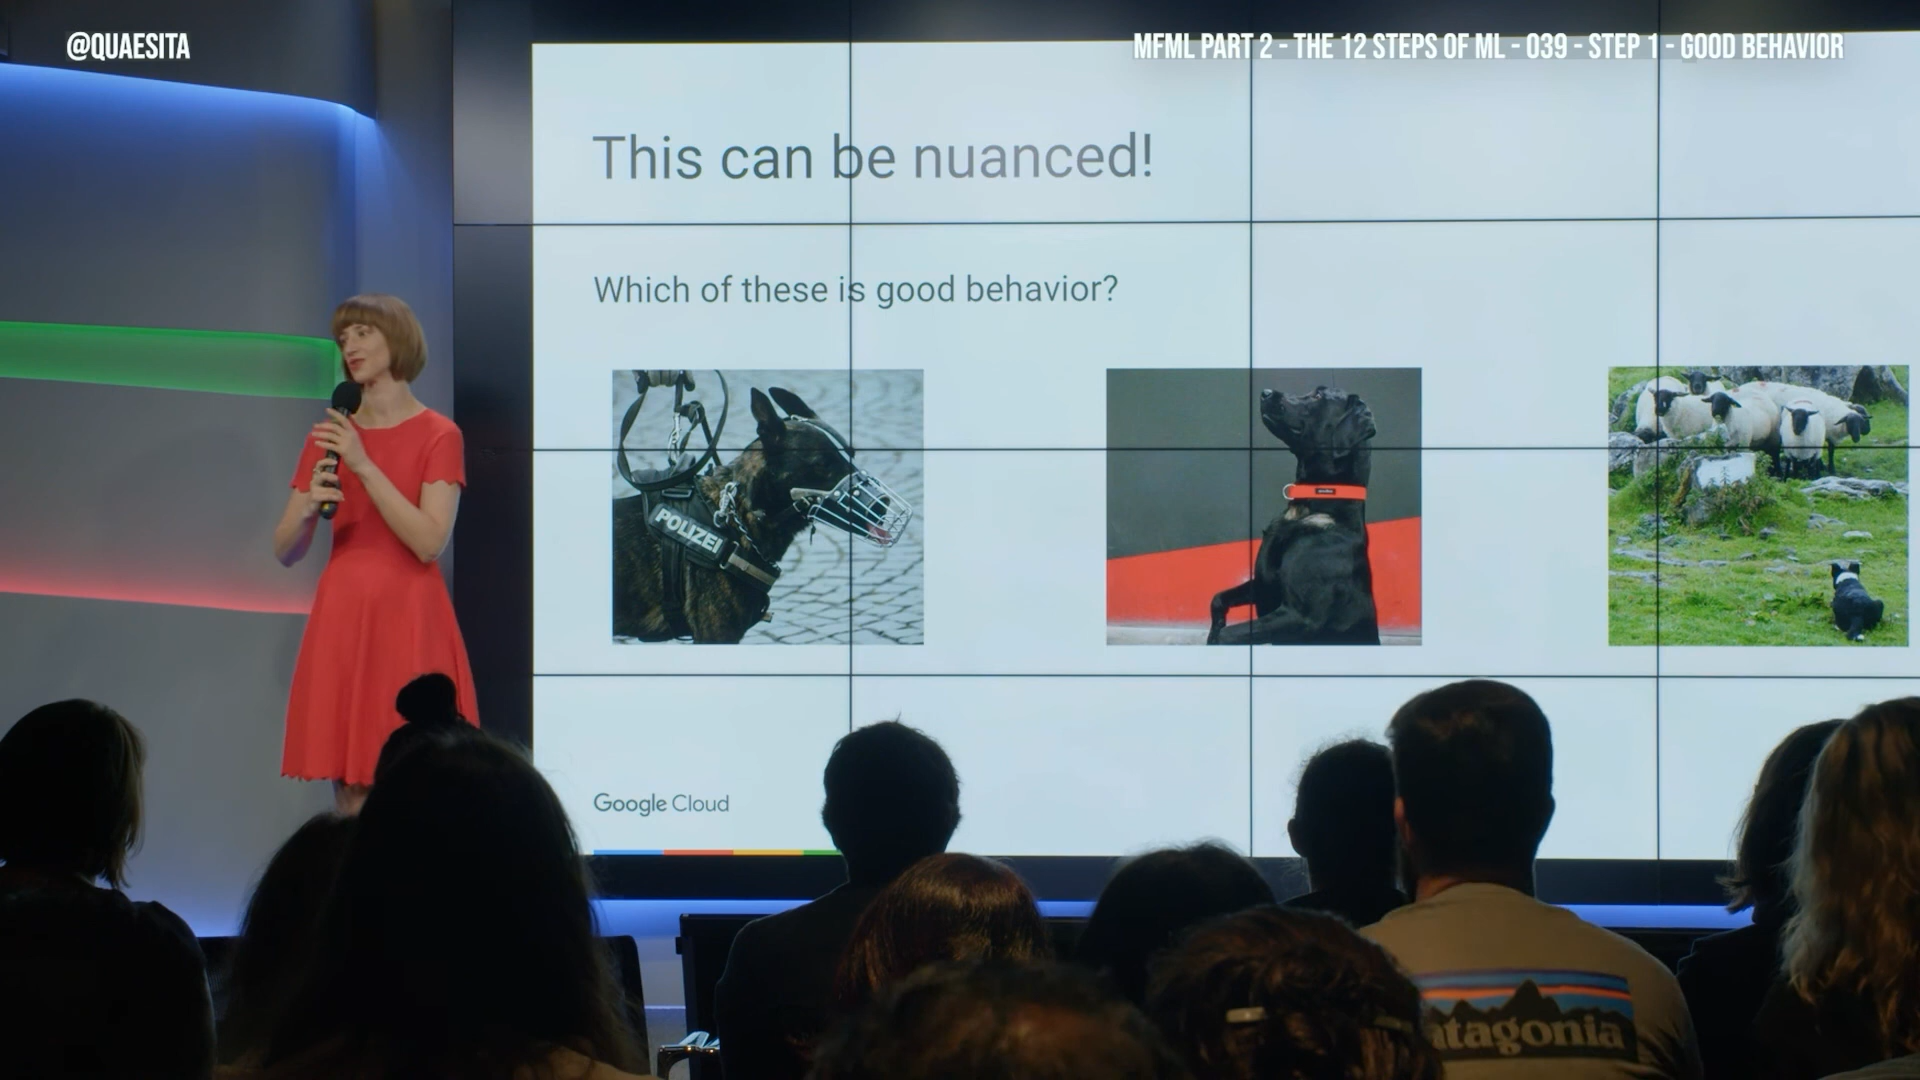 @QUAESITA
MFML PART 2 - THE 12 STEPS OF ML - 039 - STEP 1 - GOOD BEHAVIOR
This can be nuanced!
Which of these is good behavior?
POLIZEI
Google Cloud
atagonia